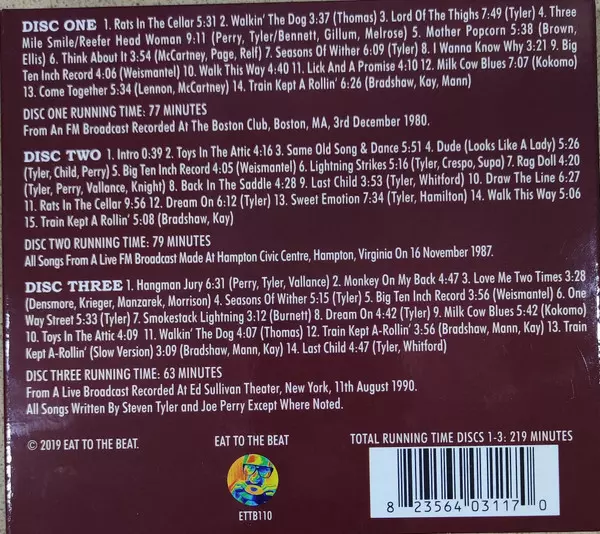 DISC ONE 1. Rats In The Cellar 5:31 2. Walkin' The Dog 3:37 (Thomas) 3. Lord Of The Thighs 7:49 (Tyler) 4. Three
Mile Smile/Reefer Head Woman 9:11 (Perry, Tyler/Bennett, Gillum, Melrose) 5. Mother Popcorn 5:38 (Brown,
Ellis) 6. Think About It 3:54 (McCartney, Page, Relf) 7. Seasons Of Wither 6:09 (Tyler) 8. I Wanna Know Why 3:21 9. Big
Ten Inch Record 4:06 (Weismantel) 10. Walk This Way 4:40 11. Lick And A Promise 4:10 12. Milk Cow Blues 7:07 (Kokomo)
13. Come Together 5:34 (Lennon, McCartney) 14. Train Kept A Rollin' 6:26 (Bradshaw, Kay, Mann)
DISC ONE RUNNING TIME: 77 MINUTES
From An FM Broadcast Recorded At The Boston Club, Boston, MA, 3rd December 1980.
DISC TWO 1. Intro 0:39 2. Toys In The Attic 4:16 3. Same Old Song & Dance 5:51 4. Dude (Looks Like A Lady) 5:26
(Tyler, Child, Perry) 5. Big Ten Inch Record 4:05 (Weismantel) 6. Lightning Strikes 5:16 (Tyler, Crespo, Supa) 7. Rag Doll 4:20
(Tyler, Perry, Vallance, Knight) 8. Back In The Saddle 4:28 9. Last Child 3:53 (Tyler, Whitford) 10. Draw The Line 6:27
11. Rats In The Cellar 9:56 12. Dream On 6:12 (Tyler) 13. Sweet Emotion 7:34 (Tyler, Hamilton) 14. Walk This Way 5:06
15. Train Kept A Rollin' 5:08 (Bradshaw, Kay)
DISC TWO RUNNING TIME: 79 MINUTES
All Songs From A Live FM Broadcast Made At Hampton Civic Centre, Hampton, Virginia On 16 November 1987.
DISC THREE 1. Hangman Jury 6:31 (Perry, Tyler, Vallance) 2. Monkey On My Back 4:47 3. Love Me Two Times 3:28
(Densmore, Krieger, Manzarek, Morrison) 4. Seasons Of Wither 5:15 (Tyler) 5. Big Ten Inch Record 3:56 (Weismantel) 6. One
Way Street 5:33 (Tyler) 7. Smokestack Lightning 3:12 (Burnett) 8. Dream On 4:42 (Tyler) 9. Milk Cow Blues 5:42 (Kokomo)
10. Toys In The Attic 4:09 11. Walkin' The Dog 4:07 (Thomas) 12. Train Kept A-Rollin' 3:56 (Bradshaw, Mann, Kay) 13. Train
Kept A-Rollin' (Slow Version) 3:09 (Bradshaw, Mann, Kay) 14. Last Child 4:47 (Tyler, Whitford)
DISC THREE RUNNING TIME: 63 MINUTES
From A Live Broadcast Recorded At Ed Sullivan Theater, New York, 11th August 1990.
All Songs Written By Steven Tyler and Joe Perry Except Where Noted.
© 2019 EAT TO THE BEAT.
EAT TO THE BEAT
ETTB110
TOTAL RUNNING TIME DISCS 1-3: 219 MINUTES
8 23564 03117 0